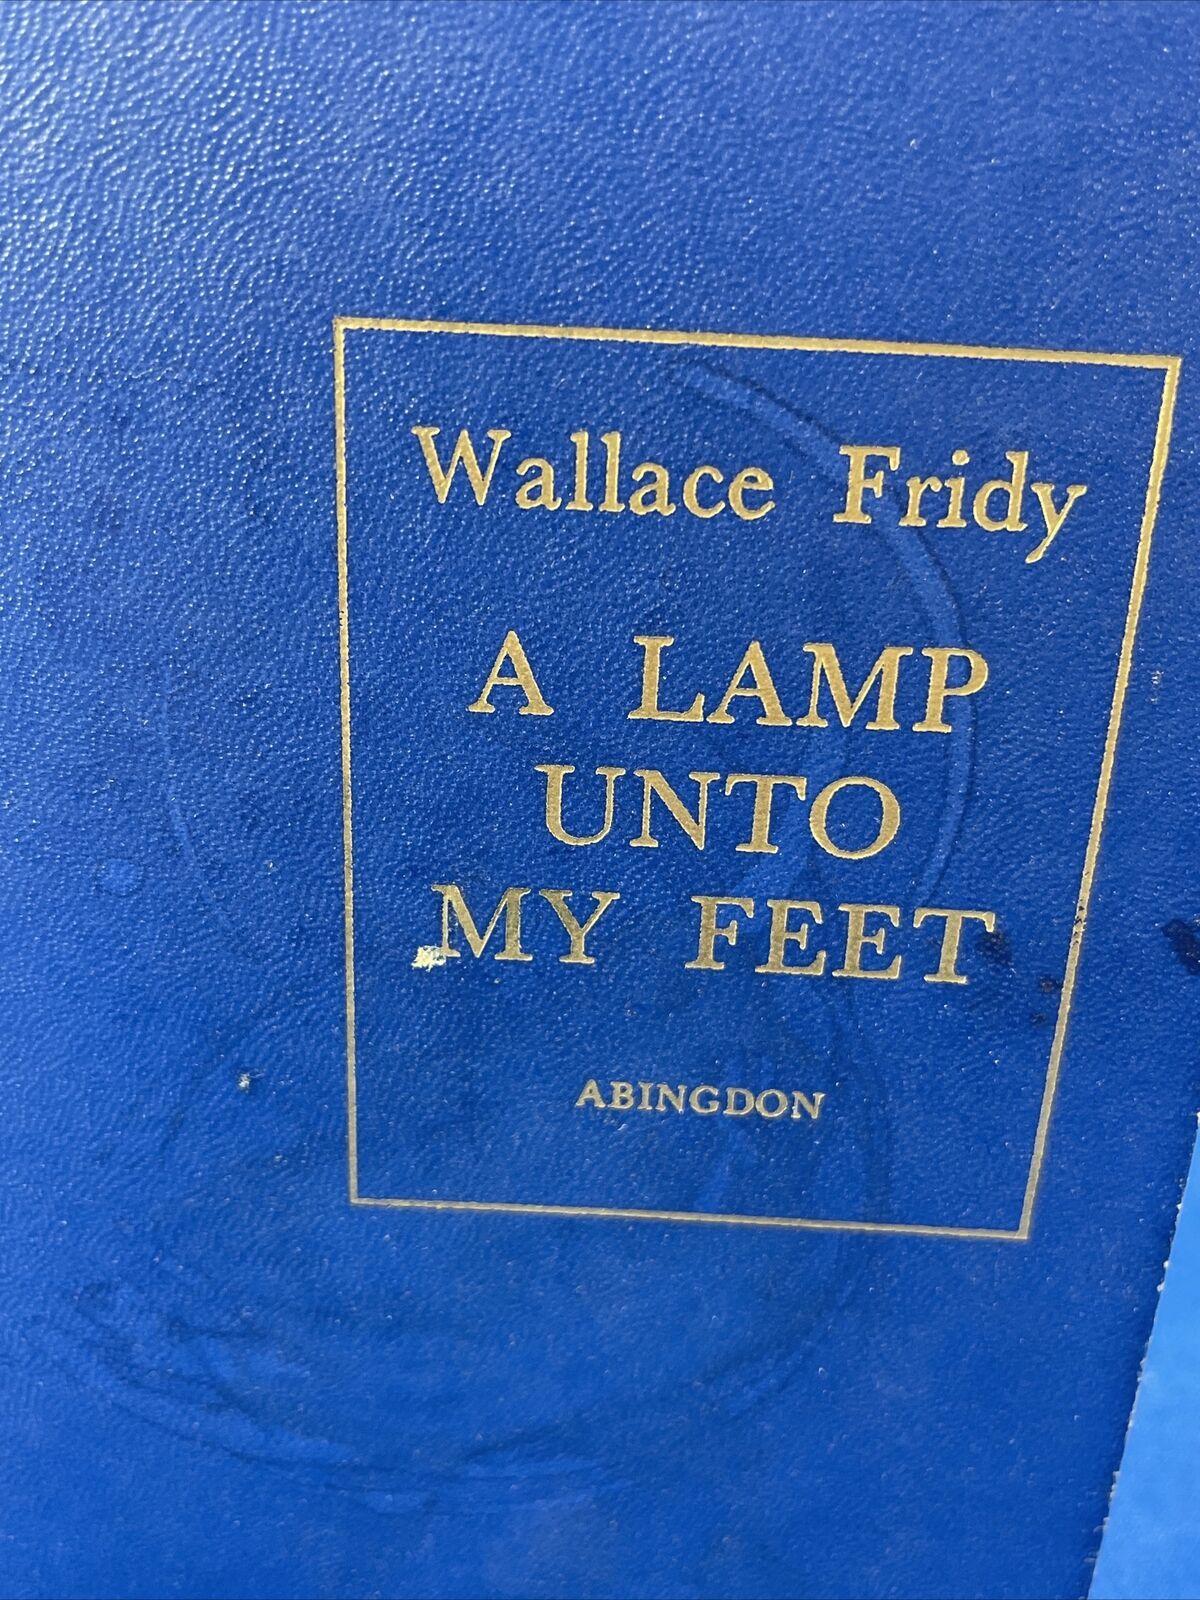 Wallace Fridy
A LAMP
UNTO
MY FEET
ABINGDON